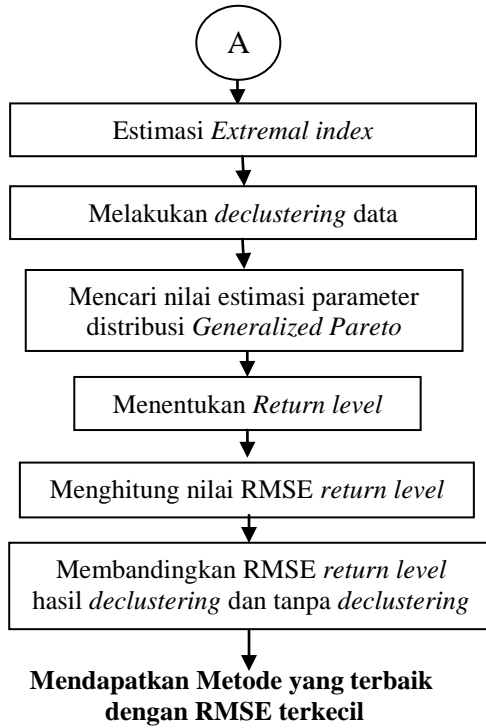 A
Estimasi Extremal index
Melakukan declustering data
Mencari nilai estimasi parameter
distribusi Generalized Pareto
Menentukan Return level
Menghitung nilai RMSE return level
Membandingkan RMSE return level
hasil declustering dan tanpa declustering
Mendapatkan Metode yang terbaik
dengan RMSE terkecil